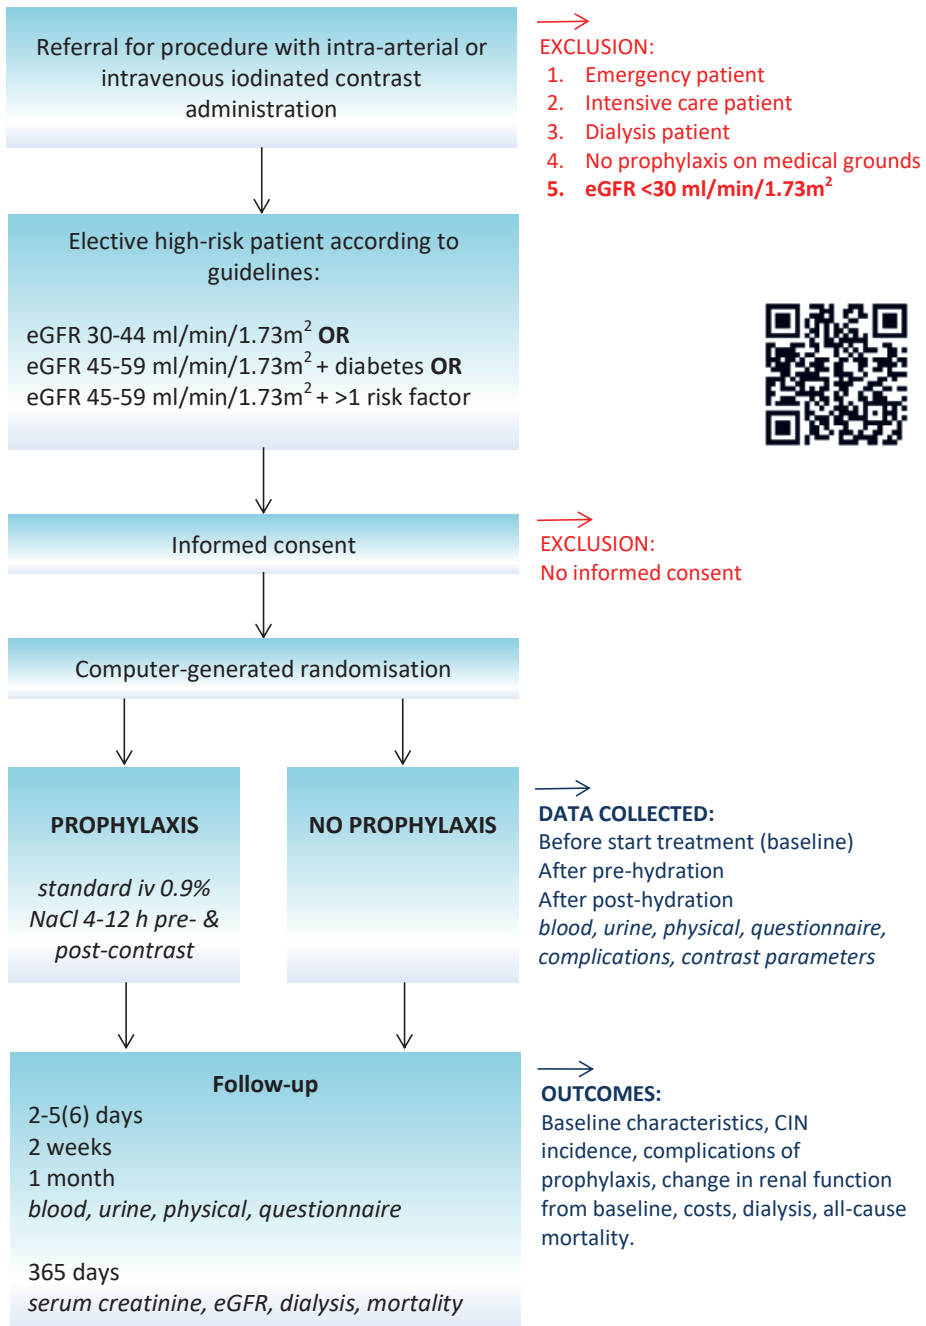 Referral for procedure with intra-arterial or
intravenous iodinated contrast
administration
EXCLUSION:
1. Emergency patient
2. Intensive care patient
3. Dialysis patient
4. No prophylaxis on medical grounds
5. eGFR <30 ml/min/1.73m²
Elective high-risk patient according to
guidelines:
eGFR 30-44 ml/min/1.73m² OR
eGFR 45-59 ml/min/1.73m² + diabetes OR
eGFR 45-59 ml/min/1.73m² + >1 risk factor
Informed consent
EXCLUSION:
No informed consent
Computer-generated randomisation
PROPHYLAXIS
standard iv 0.9%
NaCl 4-12 h pre- &
post-contrast
NO PROPHYLAXIS
DATA COLLECTED:
Before start treatment (baseline)
After pre-hydration
After post-hydration
blood, urine, physical, questionnaire,
complications, contrast parameters
Follow-up
2-5(6) days
2 weeks
1 month
blood, urine, physical, questionnaire
365 days
serum creatinine, eGFR, dialysis, mortality
OUTCOMES:
Baseline characteristics, CIN
incidence, complications of
prophylaxis, change in renal function
from baseline, costs, dialysis, all-cause
mortality.